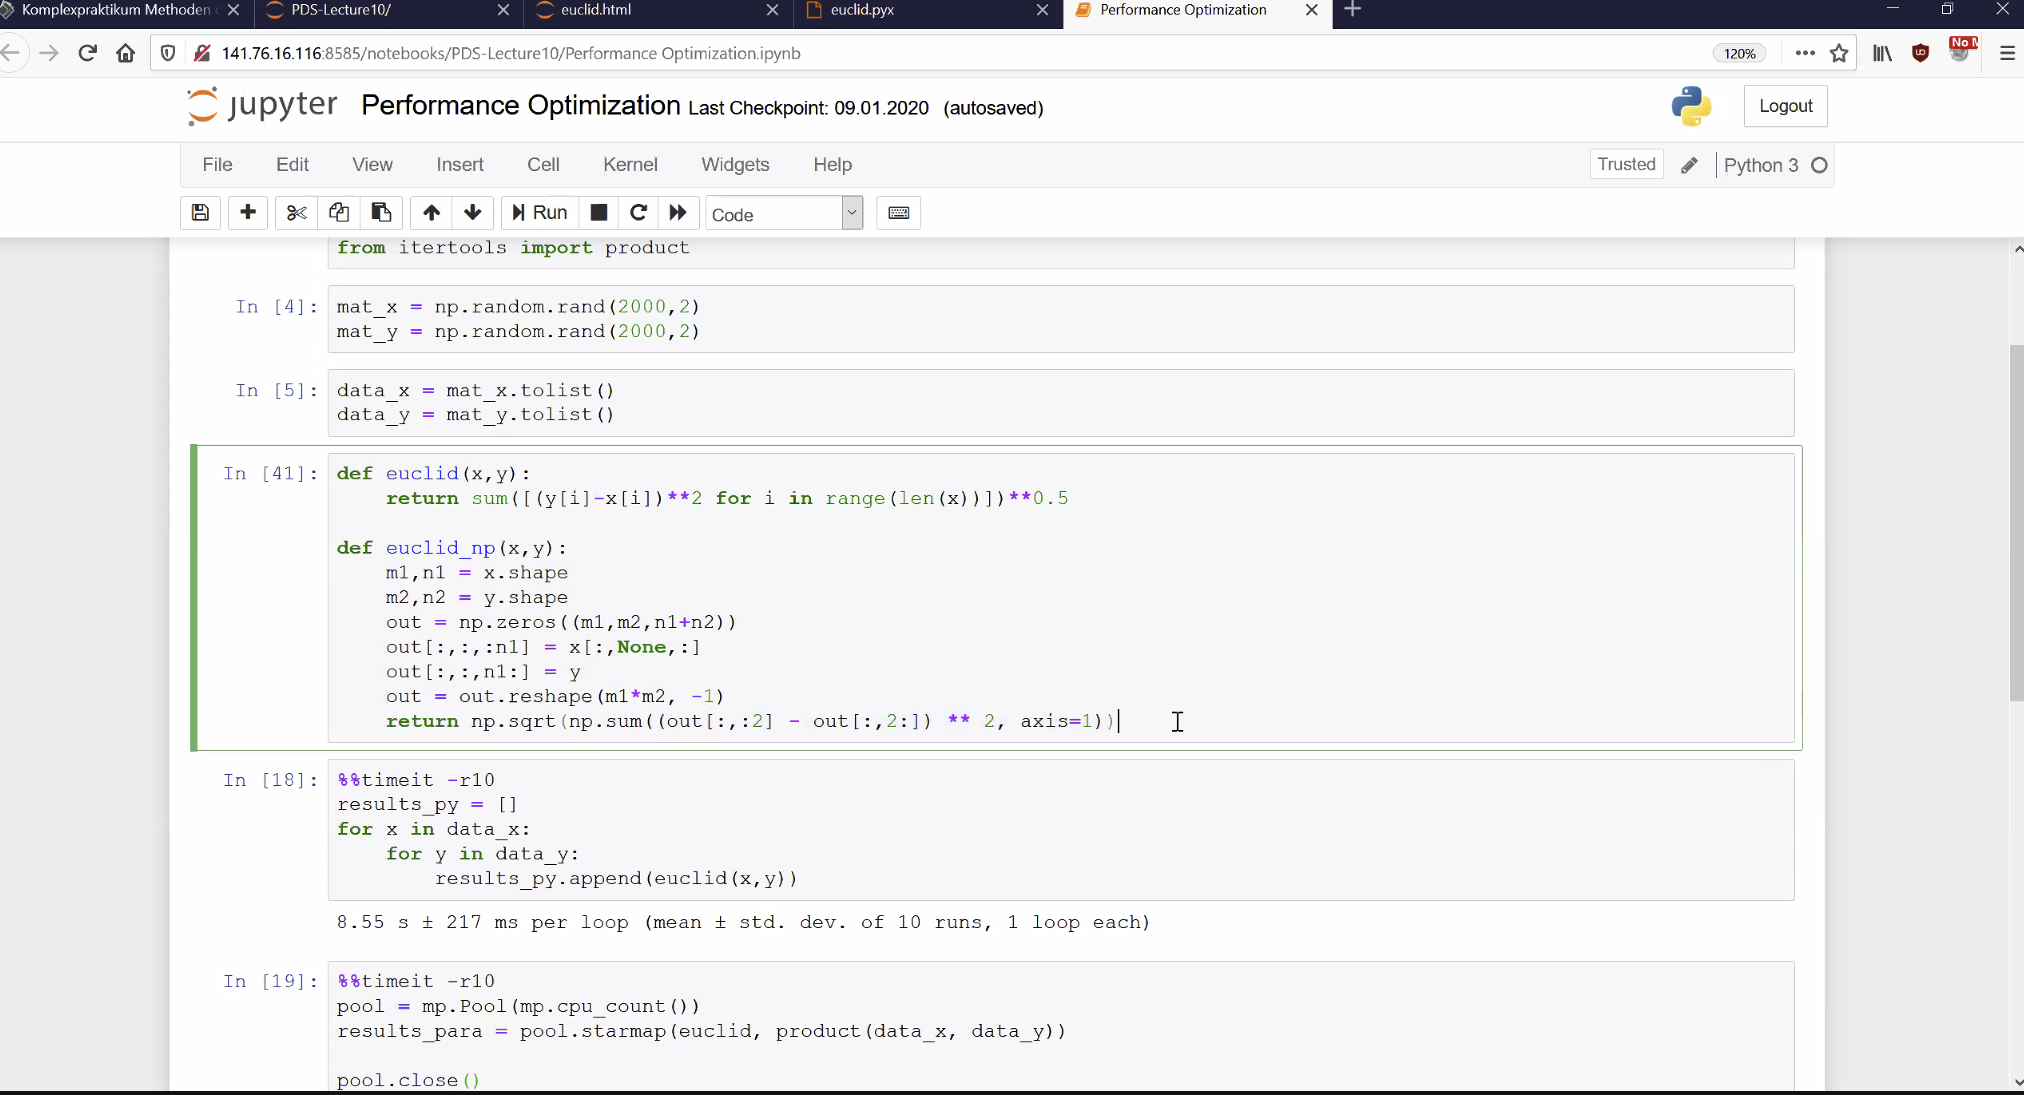 Komplexpraktikum Methoden
PDS-Lecture10/
euclid.html
euclid.pyx
Performance Optimization
141.76.16.116:8585/notebooks/PDS-Lecture10/Performance Optimization.ipynb
120%
jupyter
Performance Optimization Last Checkpoint: 09.01.2020 (autosaved)
Logout
File Edit View Insert Cell Kernel Widgets Help
Trusted
Python 3
Run
Code
from itertools import product
In [4]: mat_x = np.random.rand(2000,2)
mat_y = np.random.rand(2000,2)
In [5]: data_x = mat_x.tolist()
data_y = mat_y.tolist()
In [41]: def euclid(x,y):
    return sum([(y[i]-x[i])**2 for i in range(len(x))])**0.5
def euclid_np(x,y):
    m1,n1 = x.shape
    m2,n2 = y.shape
    out = np.zeros((m1,m2,n1+n2))
    out[:,:,:n1] = x[:,None,:]
    out[:,:,n1:] = y
    out = out.reshape(m1*m2, -1)
    return np.sqrt(np.sum((out[:,:2] - out[:,2:]) ** 2, axis=1))
In [18]: %%timeit -r10
results_py = []
for x in data_x:
    for y in data_y:
        results_py.append(euclid(x,y))
8.55 s ± 217 ms per loop (mean ± std. dev. of 10 runs, 1 loop each)
In [19]: %%timeit -r10
pool = mp.Pool(mp.cpu_count())
results_para = pool.starmap(euclid, product(data_x, data_y))
pool.close()